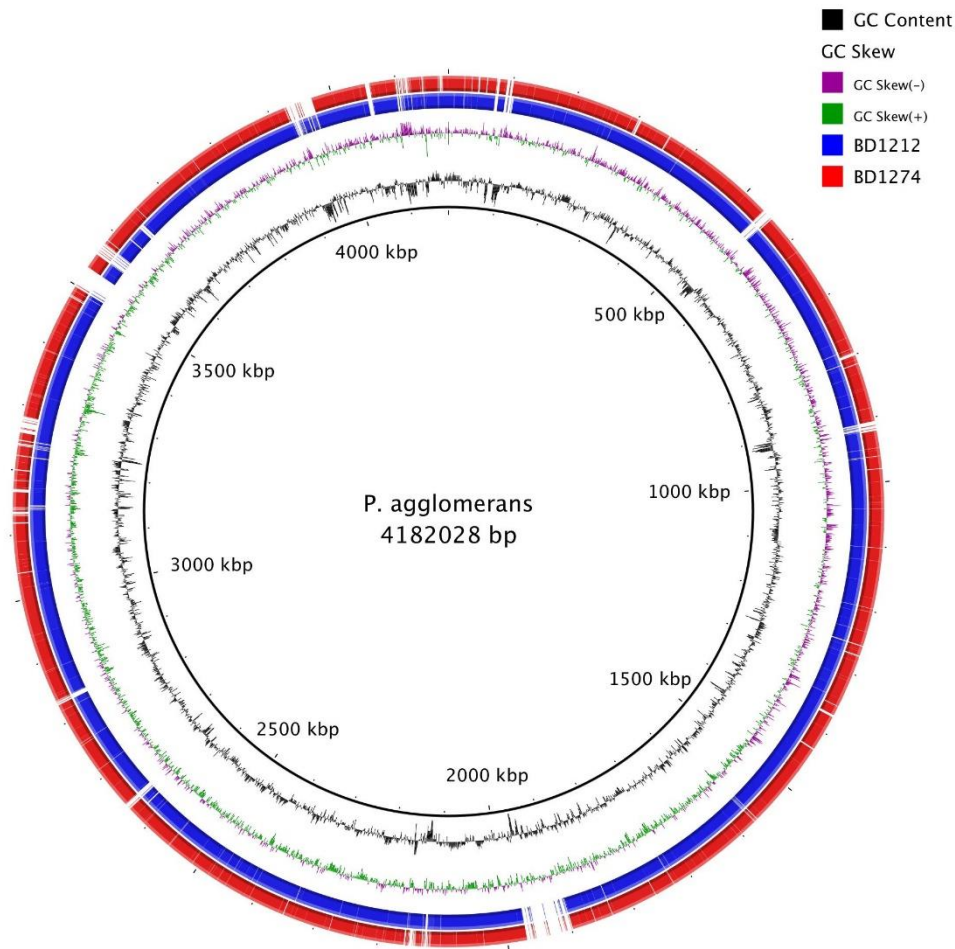 GC Content
GC Skew
GC Skew(-)
GC Skew(+)
BD1212
BD1274
4000 kbp
500 kbp
3500 kbp
1000 kbp
P. agglomerans
4182028 bp
3000 kbp
1500 kbp
2500 kbp
2000 kbp